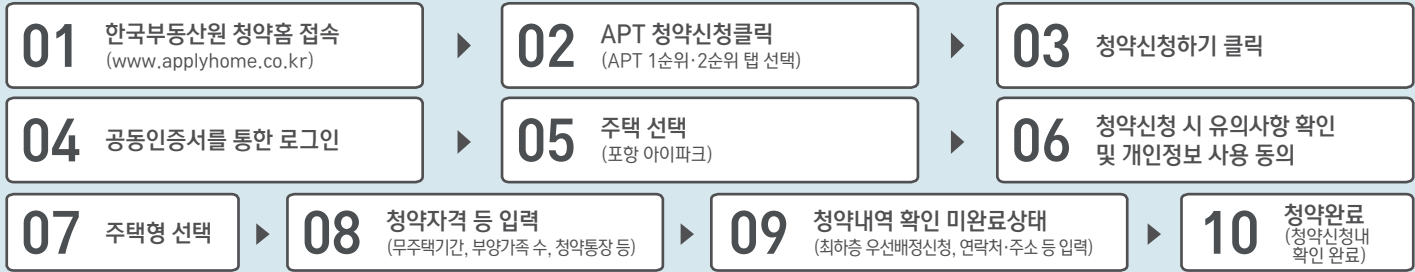 01 한국부동산원 청약홈 접속
(www.applyhome.co.kr)
02 APT 청약신청클릭
(APT 1순위·2순위 탭 선택)
03 청약신청하기 클릭
04 공동인증서를 통한 로그인
05 주택 선택
(포항 아이파크)
06 청약신청 시 유의사항 확인
및 개인정보 사용 동의
07 주택형 선택
08 청약자격 등 입력
(무주택기간, 부양가족 수, 청약통장 등)
09 청약내역 확인 미완료상태
(최하층 우선배정신청, 연락처·주소 등 입력)
10 청약완료
(청약신청내
확인 완료)